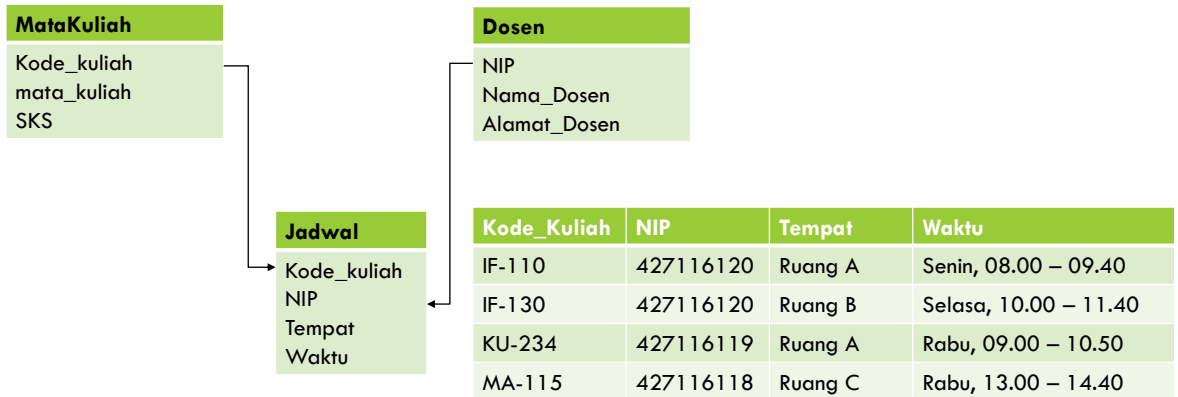 MataKuliah
Kode_kuliah
mata_kuliah
SKS
Dosen
NIP
Nama_Dosen
Alamat_Dosen
Jadwal
Kode_kuliah
NIP
Tempat
Waktu
Kode_Kuliah NIP Tempat Waktu
IF-110 427116120 Ruang A Senin, 08.00 – 09.40
IF-130 427116120 Ruang B Selasa, 10.00 – 11.40
KU-234 427116119 Ruang A Rabu, 09.00 – 10.50
MA-115 427116118 Ruang C Rabu, 13.00 – 14.40